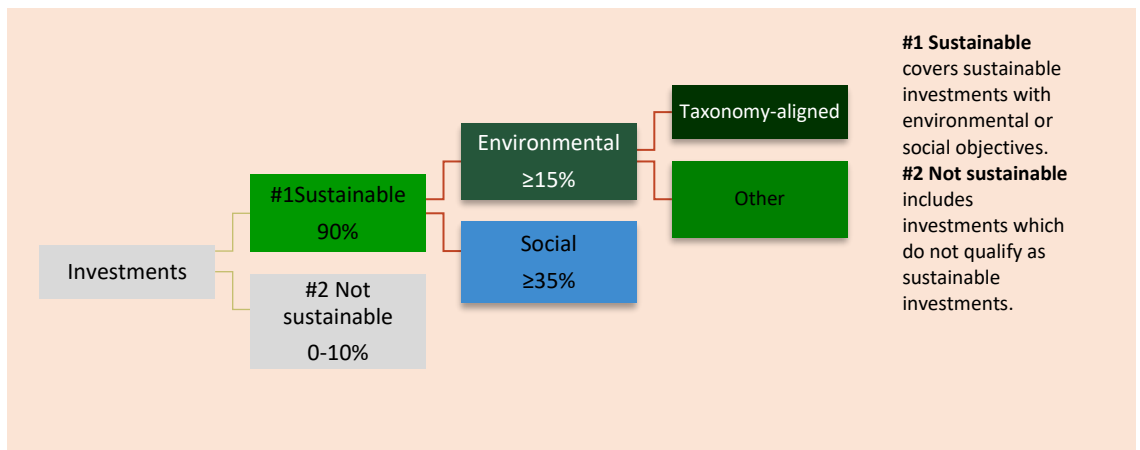 Investments
#1Sustainable
90%
#2 Not
sustainable
0-10%
Environmental
≥15%
Social
≥35%
Taxonomy-aligned
Other
#1 Sustainable
covers sustainable
investments with
environmental or
social objectives.
#2 Not sustainable
includes
investments which
do not qualify as
sustainable
investments.